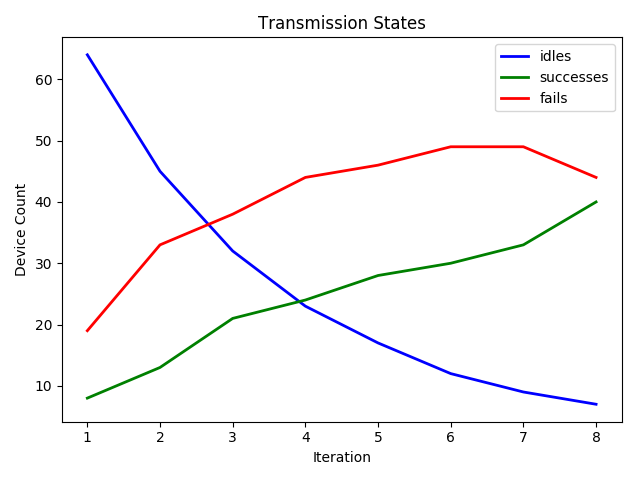 Transmission States
idles
successes
fails
Device Count
60
50
40
30
20
10
1 2 3 4 5 6 7 8
Iteration